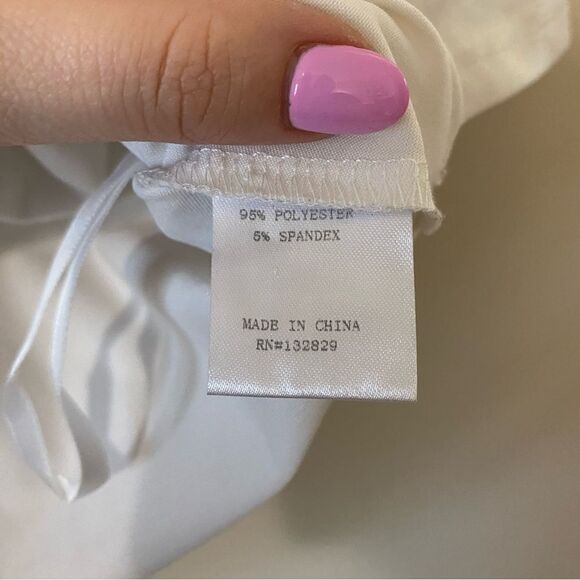 95% POLYESTER
5% SPANDEX
MADE IN CHINA
RN#132829